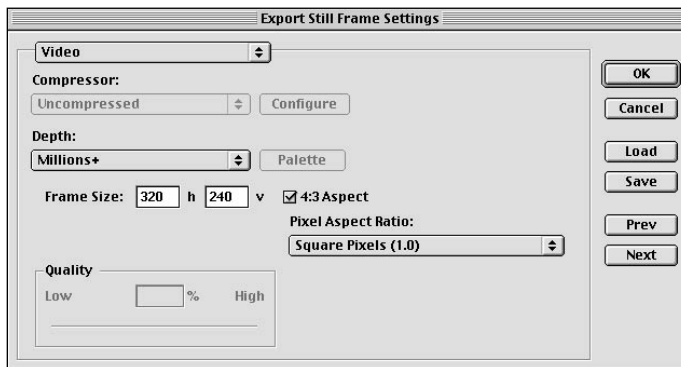 Export Still Frame Settings
Video
Compressor:
Uncompressed
Configure
Depth:
Millions+
Palette
Frame Size: 320 h 240 v
4:3 Aspect
Pixel Aspect Ratio:
Square Pixels (1.0)
Quality
Low % High
OK
Cancel
Load
Save
Prev
Next